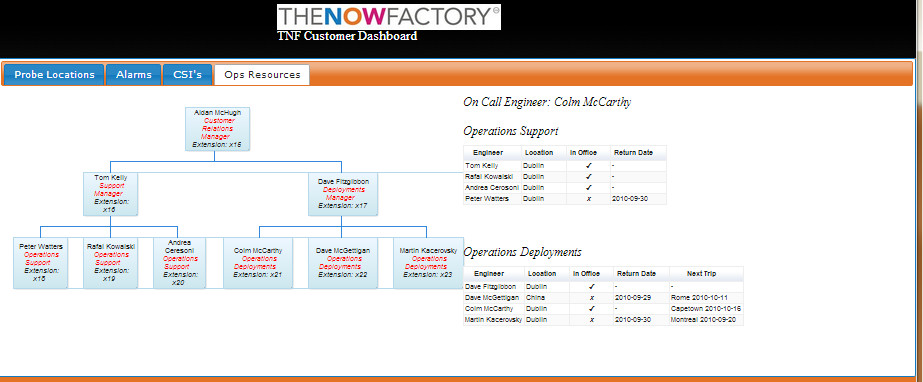 THENOWFACTORY®
TNF Customer Dashboard
Probe Locations Alarms CSI's Ops Resources
Aidan McHugh
Customer
Relations
Manager
Extension: x15
Tom Kelly
Support
Manager
Extension:
x16
Dave Fitzgibbon
Deployments
Manager
Extension: x17
Peter Watters
Operations
Support
Extension:
x18
Rafal Kowalski
Operations
Support
Extension:
x19
Andrea
Ceresoni
Operations
Support
Extension:
x20
Colm McCarthy
Operations
Deployments
Extension: x21
Dave McGettigan
Operations
Deployments
Extension: x22
Martin Kacerovsky
Operations
Deployments
Extension: x23
On Call Engineer: Colm McCarthy
Operations Support
Engineer Location In Office Return Date
Tom Kelly Dublin ✓ -
Rafal Kowalski Dublin ✓ -
Andrea Cerosoni Dublin ✓ -
Peter Watters Dublin x 2010-09-30
Operations Deployments
Engineer Location In Office Return Date Next Trip
Dave Fitzgibbon Dublin ✓ - -
Dave McGettigan China x 2010-09-29 Rome 2010-10-11
Colm McCarthy Dublin ✓ - Capetown 2010-10-16
Martin Kacerovsky Dublin x 2010-09-30 Montreal 2010-09-20